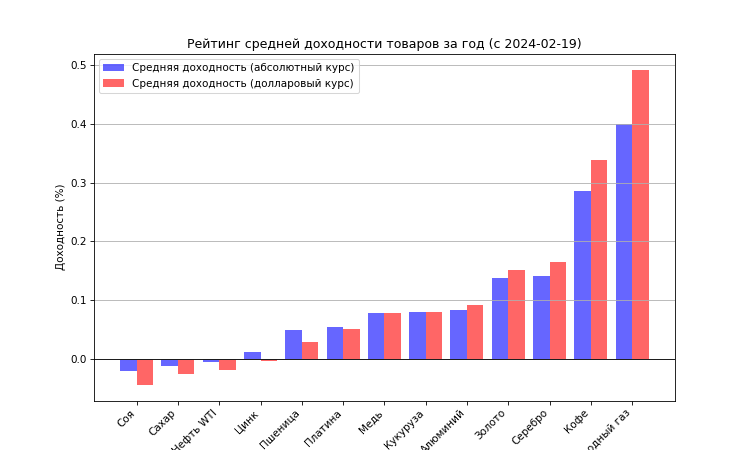 Рейтинг средней доходности товаров за год (с 2024-02-19)
Средняя доходность (абсолютный курс)
Средняя доходность (долларовый курс)
Доходность (%)
0.5
0.4
0.3
0.2
0.1
0.0
Соя
Сахар
Нефть WTI
Цинк
Пшеница
Платина
Медь
Кукуруза
Алюминий
Золото
Серебро
Кофе
одный газ